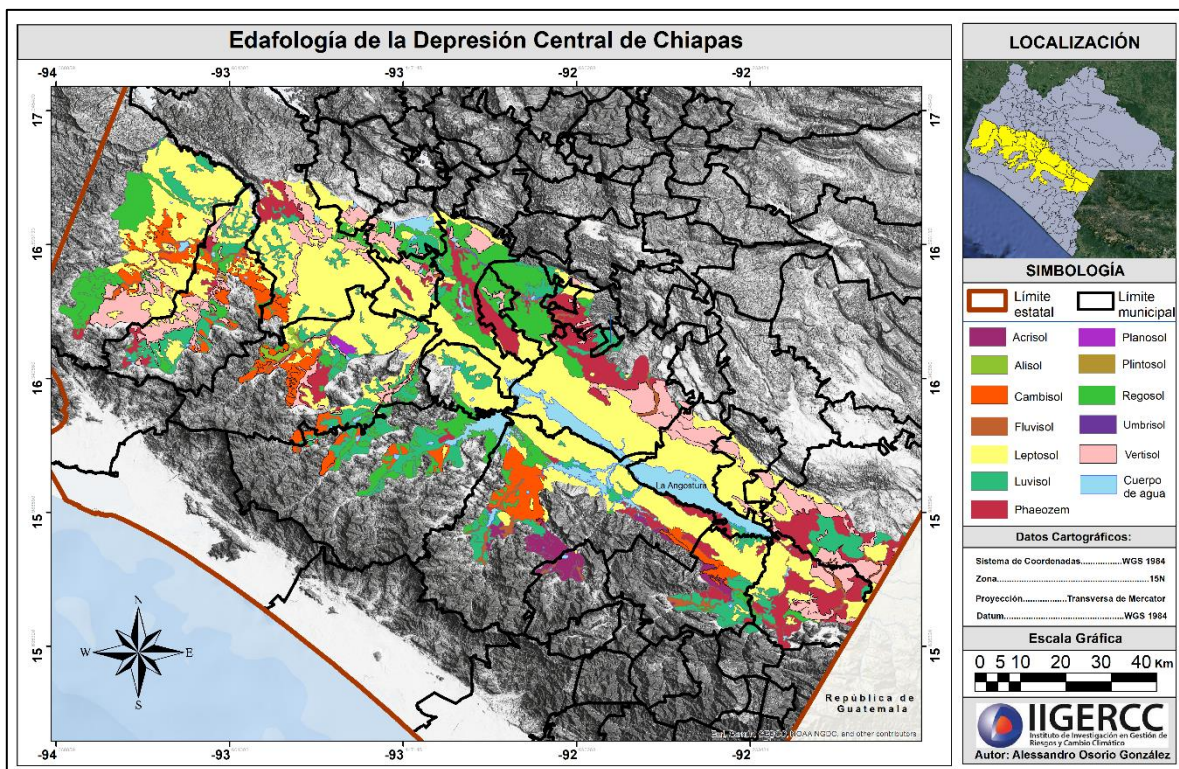 Edafología de la Depresión Central de Chiapas
-94
-93
-93
-92
-92
17
17
16
16
16
16
15
15
15
15
La Angostura
N
W
E
S
República de
Guatemala
-94
-93
-93
-92
-92
LOCALIZACIÓN
SIMBOLOGÍA
Límite
estatal
Límite
municipal
Acrisol
Planosol
Alisol
Plintosol
Cambisol
Regosol
Fluvisol
Umbrisol
Leptosol
Vertisol
Luvisol
Cuerpo
de agua
Phaeozem
Datos Cartográficos:
Sistema de Coordenadas................WGS 1984
Zona.......................................................15N
Proyección................Transversa de Mercator
Datum............................................WGS 1984
Escala Gráfica
0 5 10 20 30 40 Km
IIGERCC
Instituto de Investigación en Gestión de
Riesgos y Cambio Climático
Autor: Alessandro Osorio González